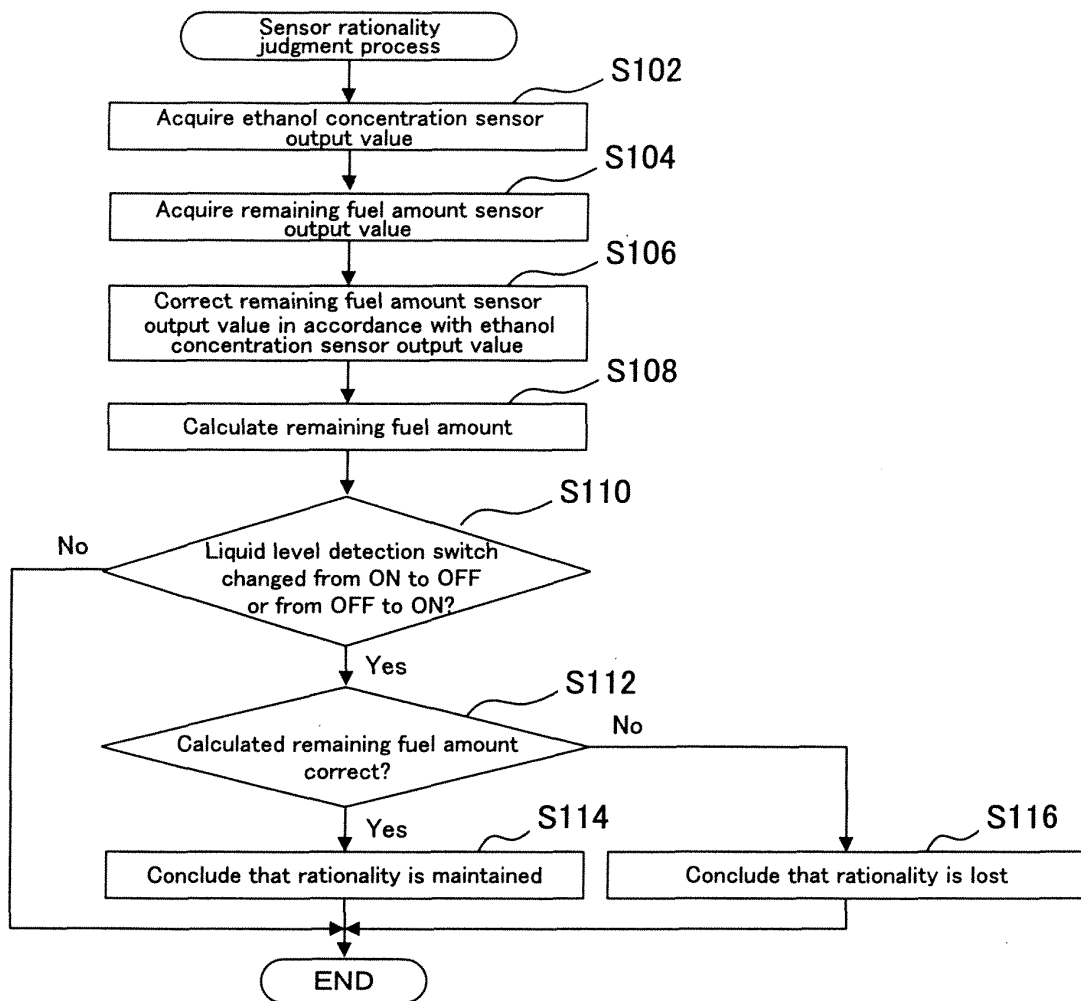 Sensor rationality
judgment process
S102
Acquire ethanol concentration sensor
output value
S104
Acquire remaining fuel amount sensor
output value
S106
Correct remaining fuel amount sensor
output value in accordance with ethanol
concentration sensor output value
S108
Calculate remaining fuel amount
S110
No
Liquid level detection switch
changed from ON to OFF
or from OFF to ON?
Yes
S112
No
Calculated remaining fuel amount
correct?
Yes
S114
S116
Conclude that rationality is maintained
Conclude that rationality is lost
END